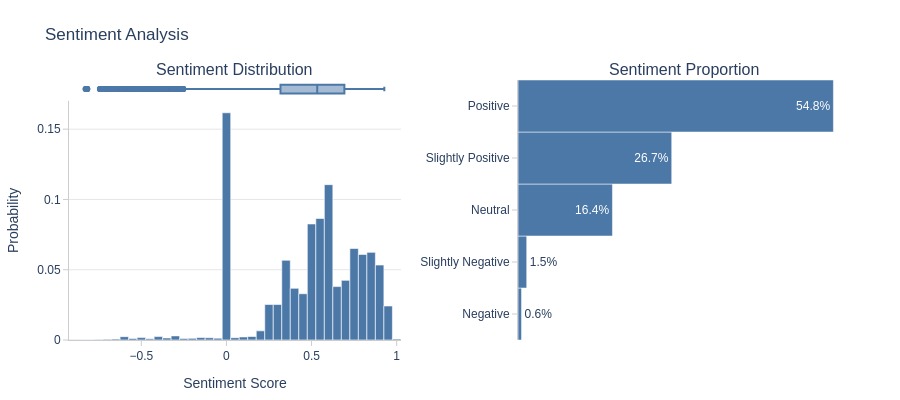 Sentiment Analysis
Sentiment Distribution
Probability
0.15
0.1
0.05
0
−0.5
0
0.5
1
Sentiment Score
Sentiment Proportion
Positive
54.8%
Slightly Positive
26.7%
Neutral
16.4%
Slightly Negative
1.5%
Negative
0.6%